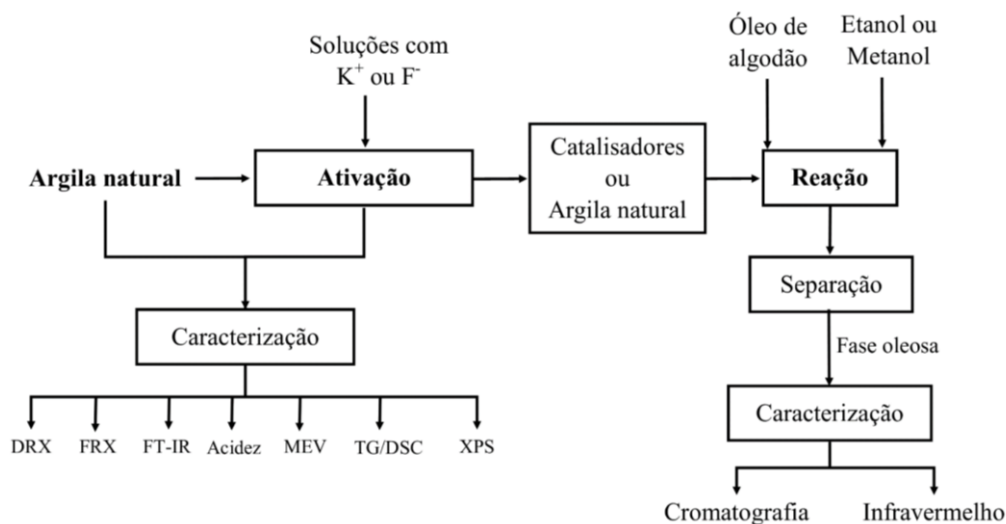 Soluções com
K⁺ ou F⁻
Óleo de
algodão
Etanol ou
Metanol
Argila natural
Ativação
Catalisadores
ou
Argila natural
Reação
Separação
Fase oleosa
Caracterização
DRX
FRX
FT-IR
Acidez
MEV
TG/DSC
XPS
Caracterização
Cromatografia
Infravermelho